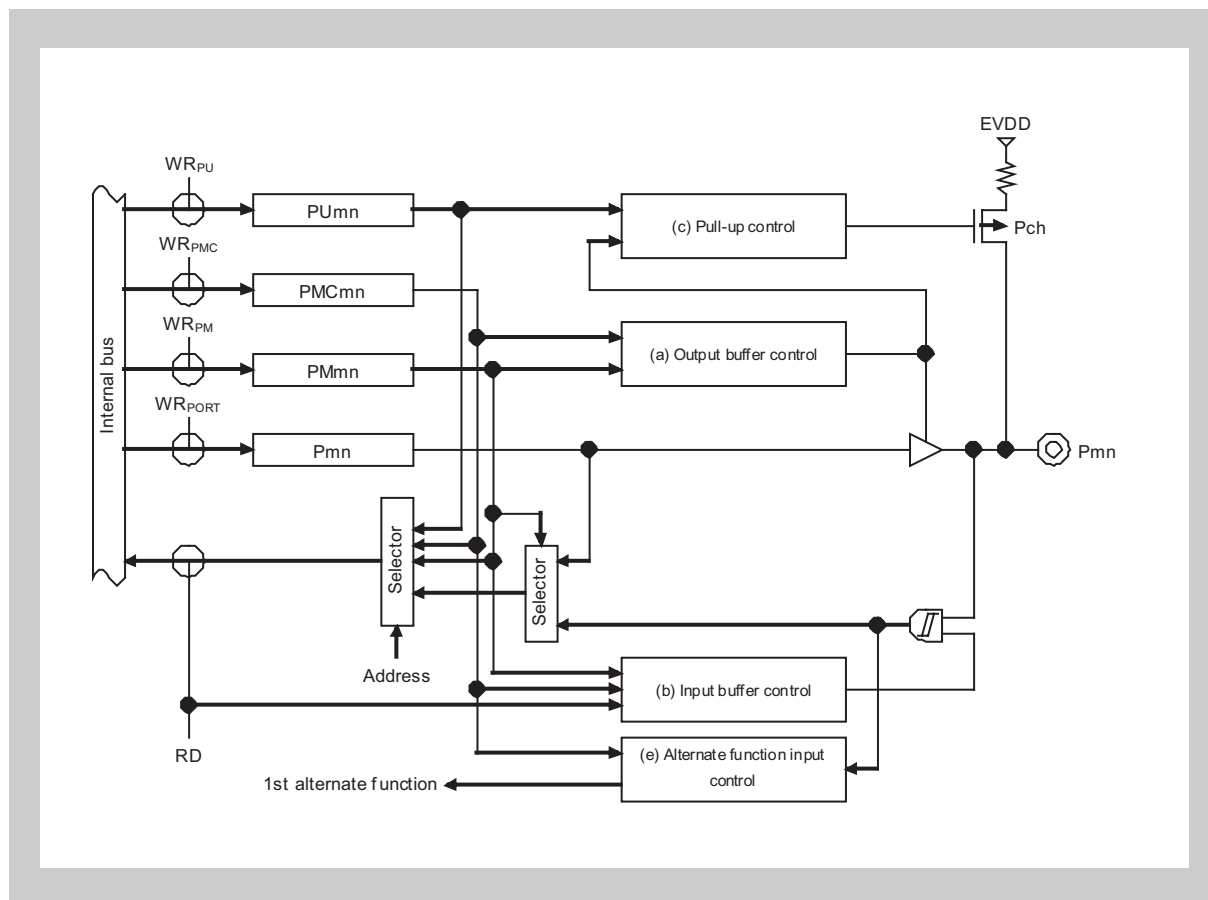 EVDD
WRPU
PUmn
(c) Pull-up control
Pch
WRPMC
PMCmn
WRPM
PMmn
(a) Output buffer control
Internal bus
WRPORT
Pmn
Pmn
Selector
Selector
Address
(b) Input buffer control
RD
(e) Alternate function input
control
1st alternate function